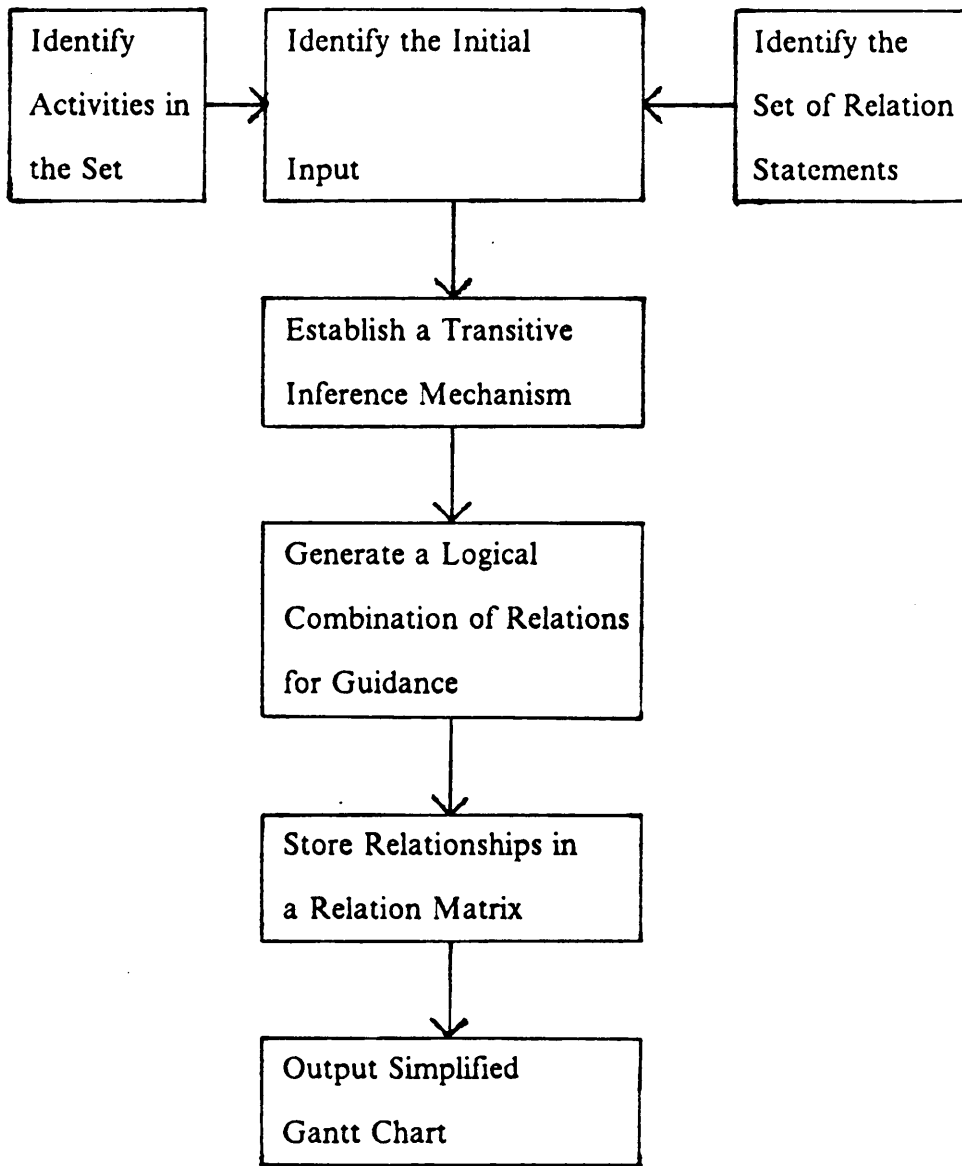 Identify
Activities in
the Set
Identify the Initial
Input
Identify the
Set of Relation
Statements
Establish a Transitive
Inference Mechanism
Generate a Logical
Combination of Relations
for Guidance
Store Relationships in
a Relation Matrix
Output Simplified
Gantt Chart